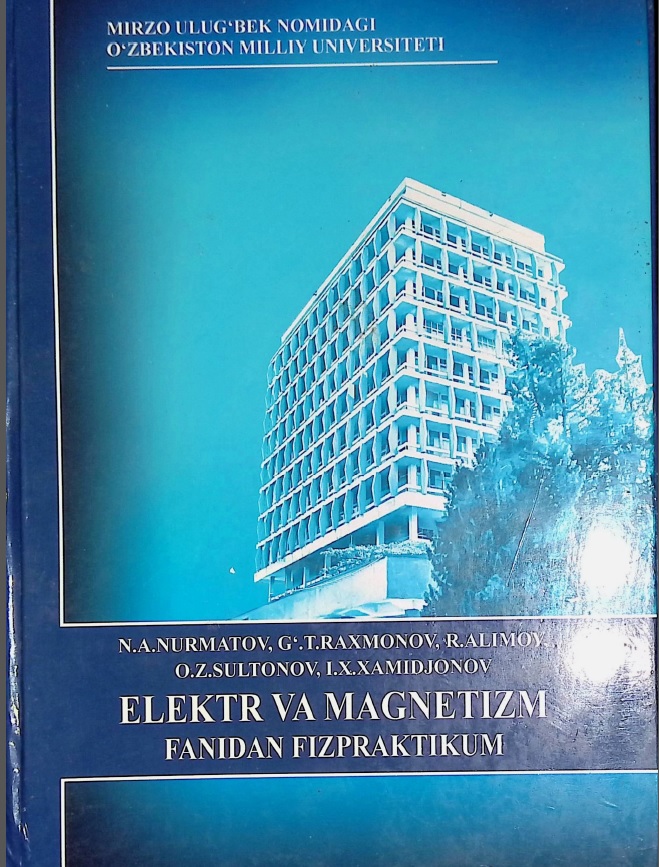 MIRZO ULUG‘BEK NOMIDAGI
O‘ZBEKISTON MILLIY UNIVERSITETI
N.A.NURMATOV, G‘.T.RAXMONOV, R.ALIMOV,
O.Z.SULTONOV, I.X.XAMIDJONOV
ELEKTR VA MAGNETIZM
FANIDAN FIZPRAKTIKUM